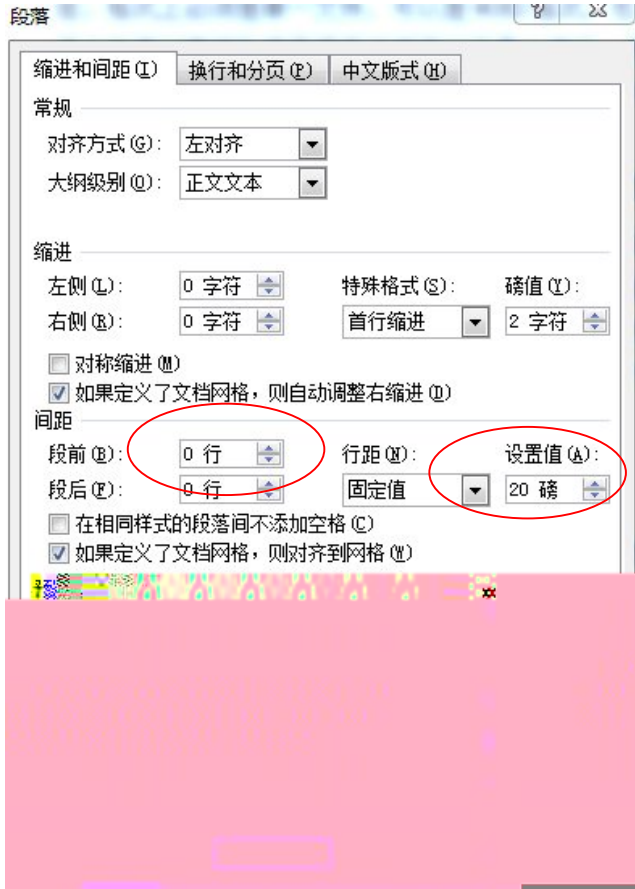 段落
缩进和间距(I) 换行和分页(P) 中文版式(H)
常规
对齐方式(G): 左对齐
大纲级别(O): 正文文本
缩进
左侧(L): 0 字符 特殊格式(S): 磅值(Y):
右侧(R): 0 字符 首行缩进 2 字符
对称缩进(M)
如果定义了文档网格，则自动调整右缩进(D)
间距
段前(B): 0 行 行距(N): 设置值(A):
段后(F): 0 行 固定值 20 磅
在相同样式的段落间不添加空格(C)
如果定义了文档网格，则对齐到网格(W)